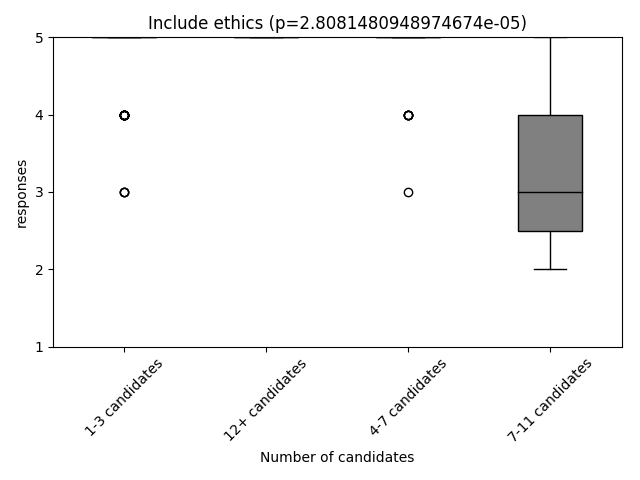 Include ethics (p=2.8081480948974674e-05)
5
4
3
2
1
responses
1-3 candidates
12+ candidates
4-7 candidates
7-11 candidates
Number of candidates